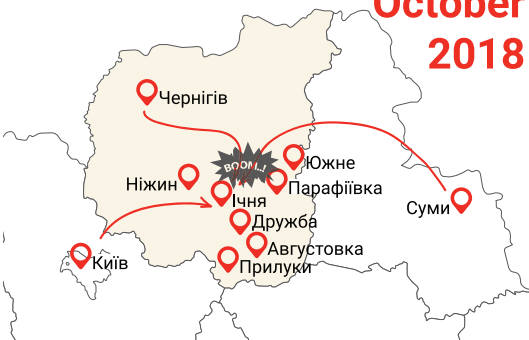 October
2018
Чернігів
BOOM..!
Южне
Ніжин
Парафіївка
Ічня
Суми
Дружба
Августовка
Київ
Прилуки